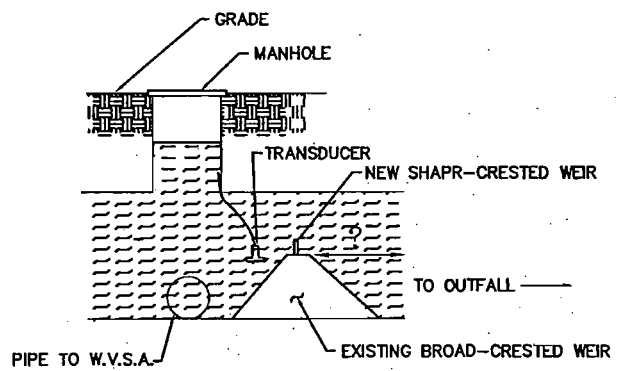 GRADE
MANHOLE
TRANSDUCER
NEW SHAPR-CRESTED WEIR
?
TO OUTFALL
PIPE TO W.V.S.A.
EXISTING BROAD-CRESTED WEIR